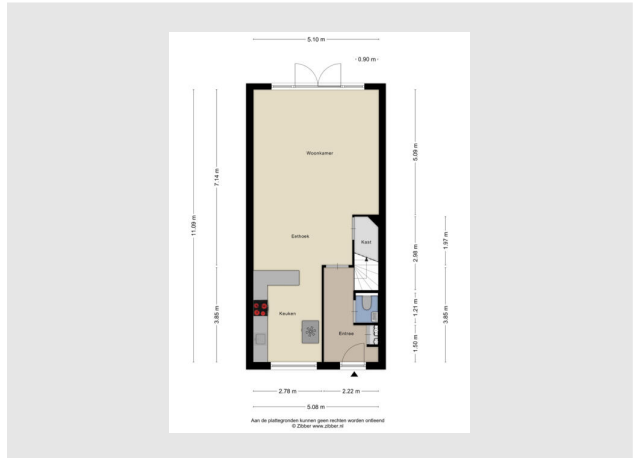 5.10 m
0.90 m
Woonkamer
5.09 m
7.14 m
11.09 m
Eethoek
Kast
2.98 m
1.97 m
Keuken
Entree
3.85 m
1.21 m
3.85 m
1.50 m
2.78 m
2.22 m
5.08 m
Aan de plattegronden kunnen geen rechten worden ontleend
© Zibber www.zibber.nl